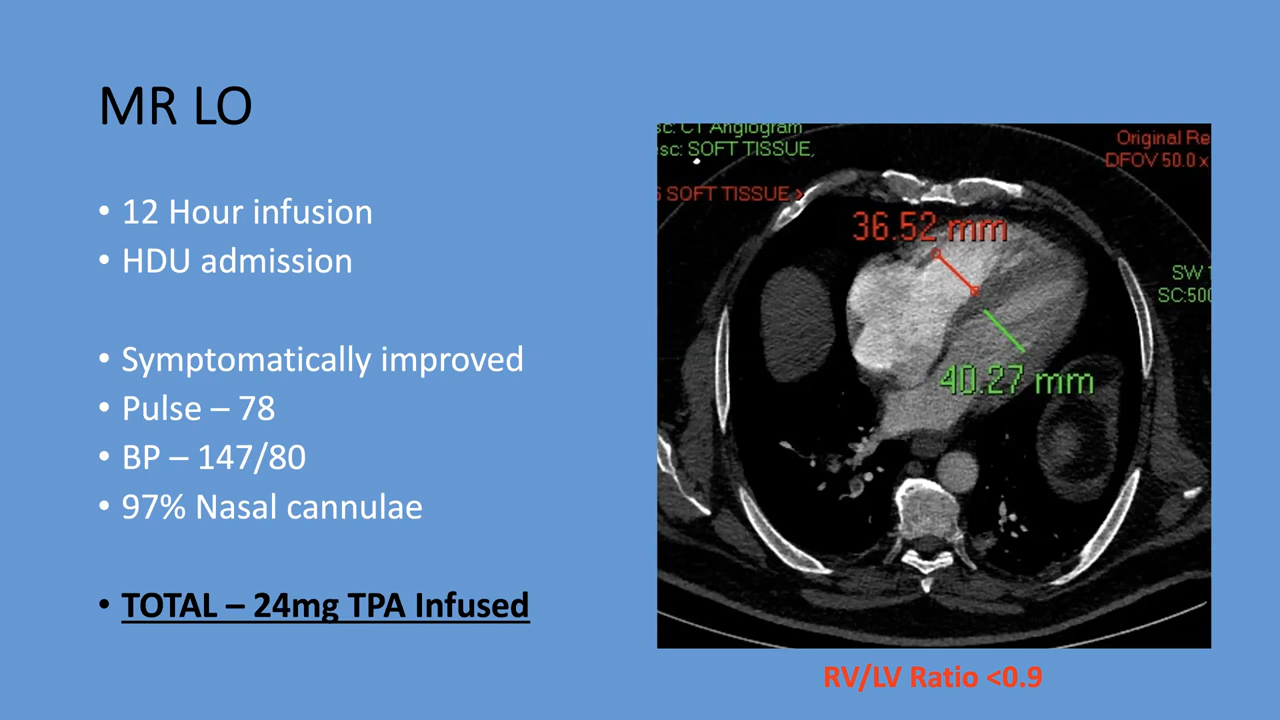 MR LO
• 12 Hour infusion
• HDU admission
• Symptomatically improved
• Pulse – 78
• BP – 147/80
• 97% Nasal cannulae
• TOTAL – 24mg TPA Infused
sc: CT Angiogram
esc: SOFT TISSUE,
SOFT TISSUE >
Original Re
DFOV 50.0 x
36.52 mm
SW 1
SC:500
40.27 mm
RV/LV Ratio <0.9